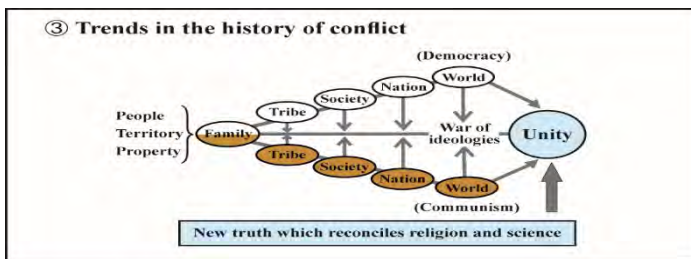 ③ Trends in the history of conflict
(Democracy)
World
Nation
Society
Tribe
People
Territory
Property
Family
War of
ideologies
Unity
Tribe
Society
Nation
World
(Communism)
New truth which reconciles religion and science